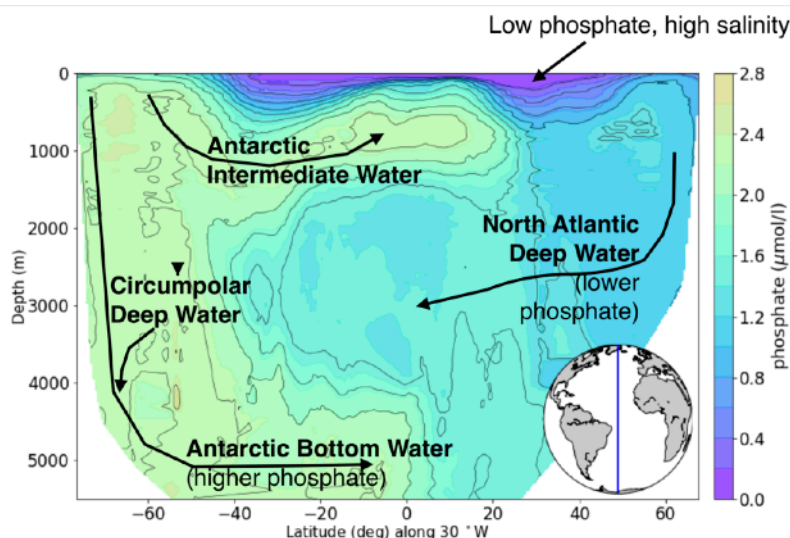 Low phosphate, high salinity
0
1000
2000
3000
4000
5000
Depth (m)
Antarctic
Intermediate Water
North Atlantic
Deep Water
(lower
phosphate)
Circumpolar
Deep Water
Antarctic Bottom Water
(higher phosphate)
−60
−40
−20
0
20
40
60
Latitude (deg) along 30 °W
2.8
2.4
2.0
1.6
1.2
0.8
0.4
0.0
phosphate (μmol/l)